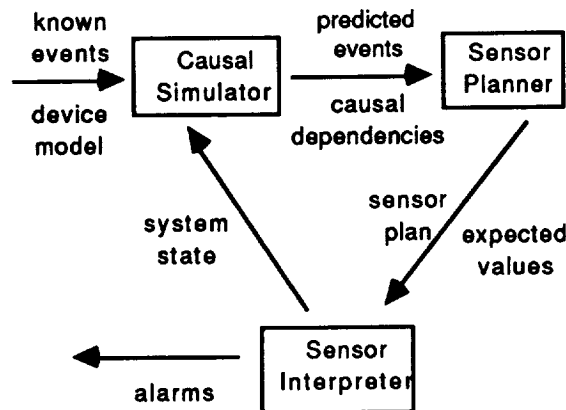 known
events
device
model
Causal
Simulator
predicted
events
causal
dependencies
Sensor
Planner
system
state
sensor
plan
expected
values
alarms
Sensor
Interpreter